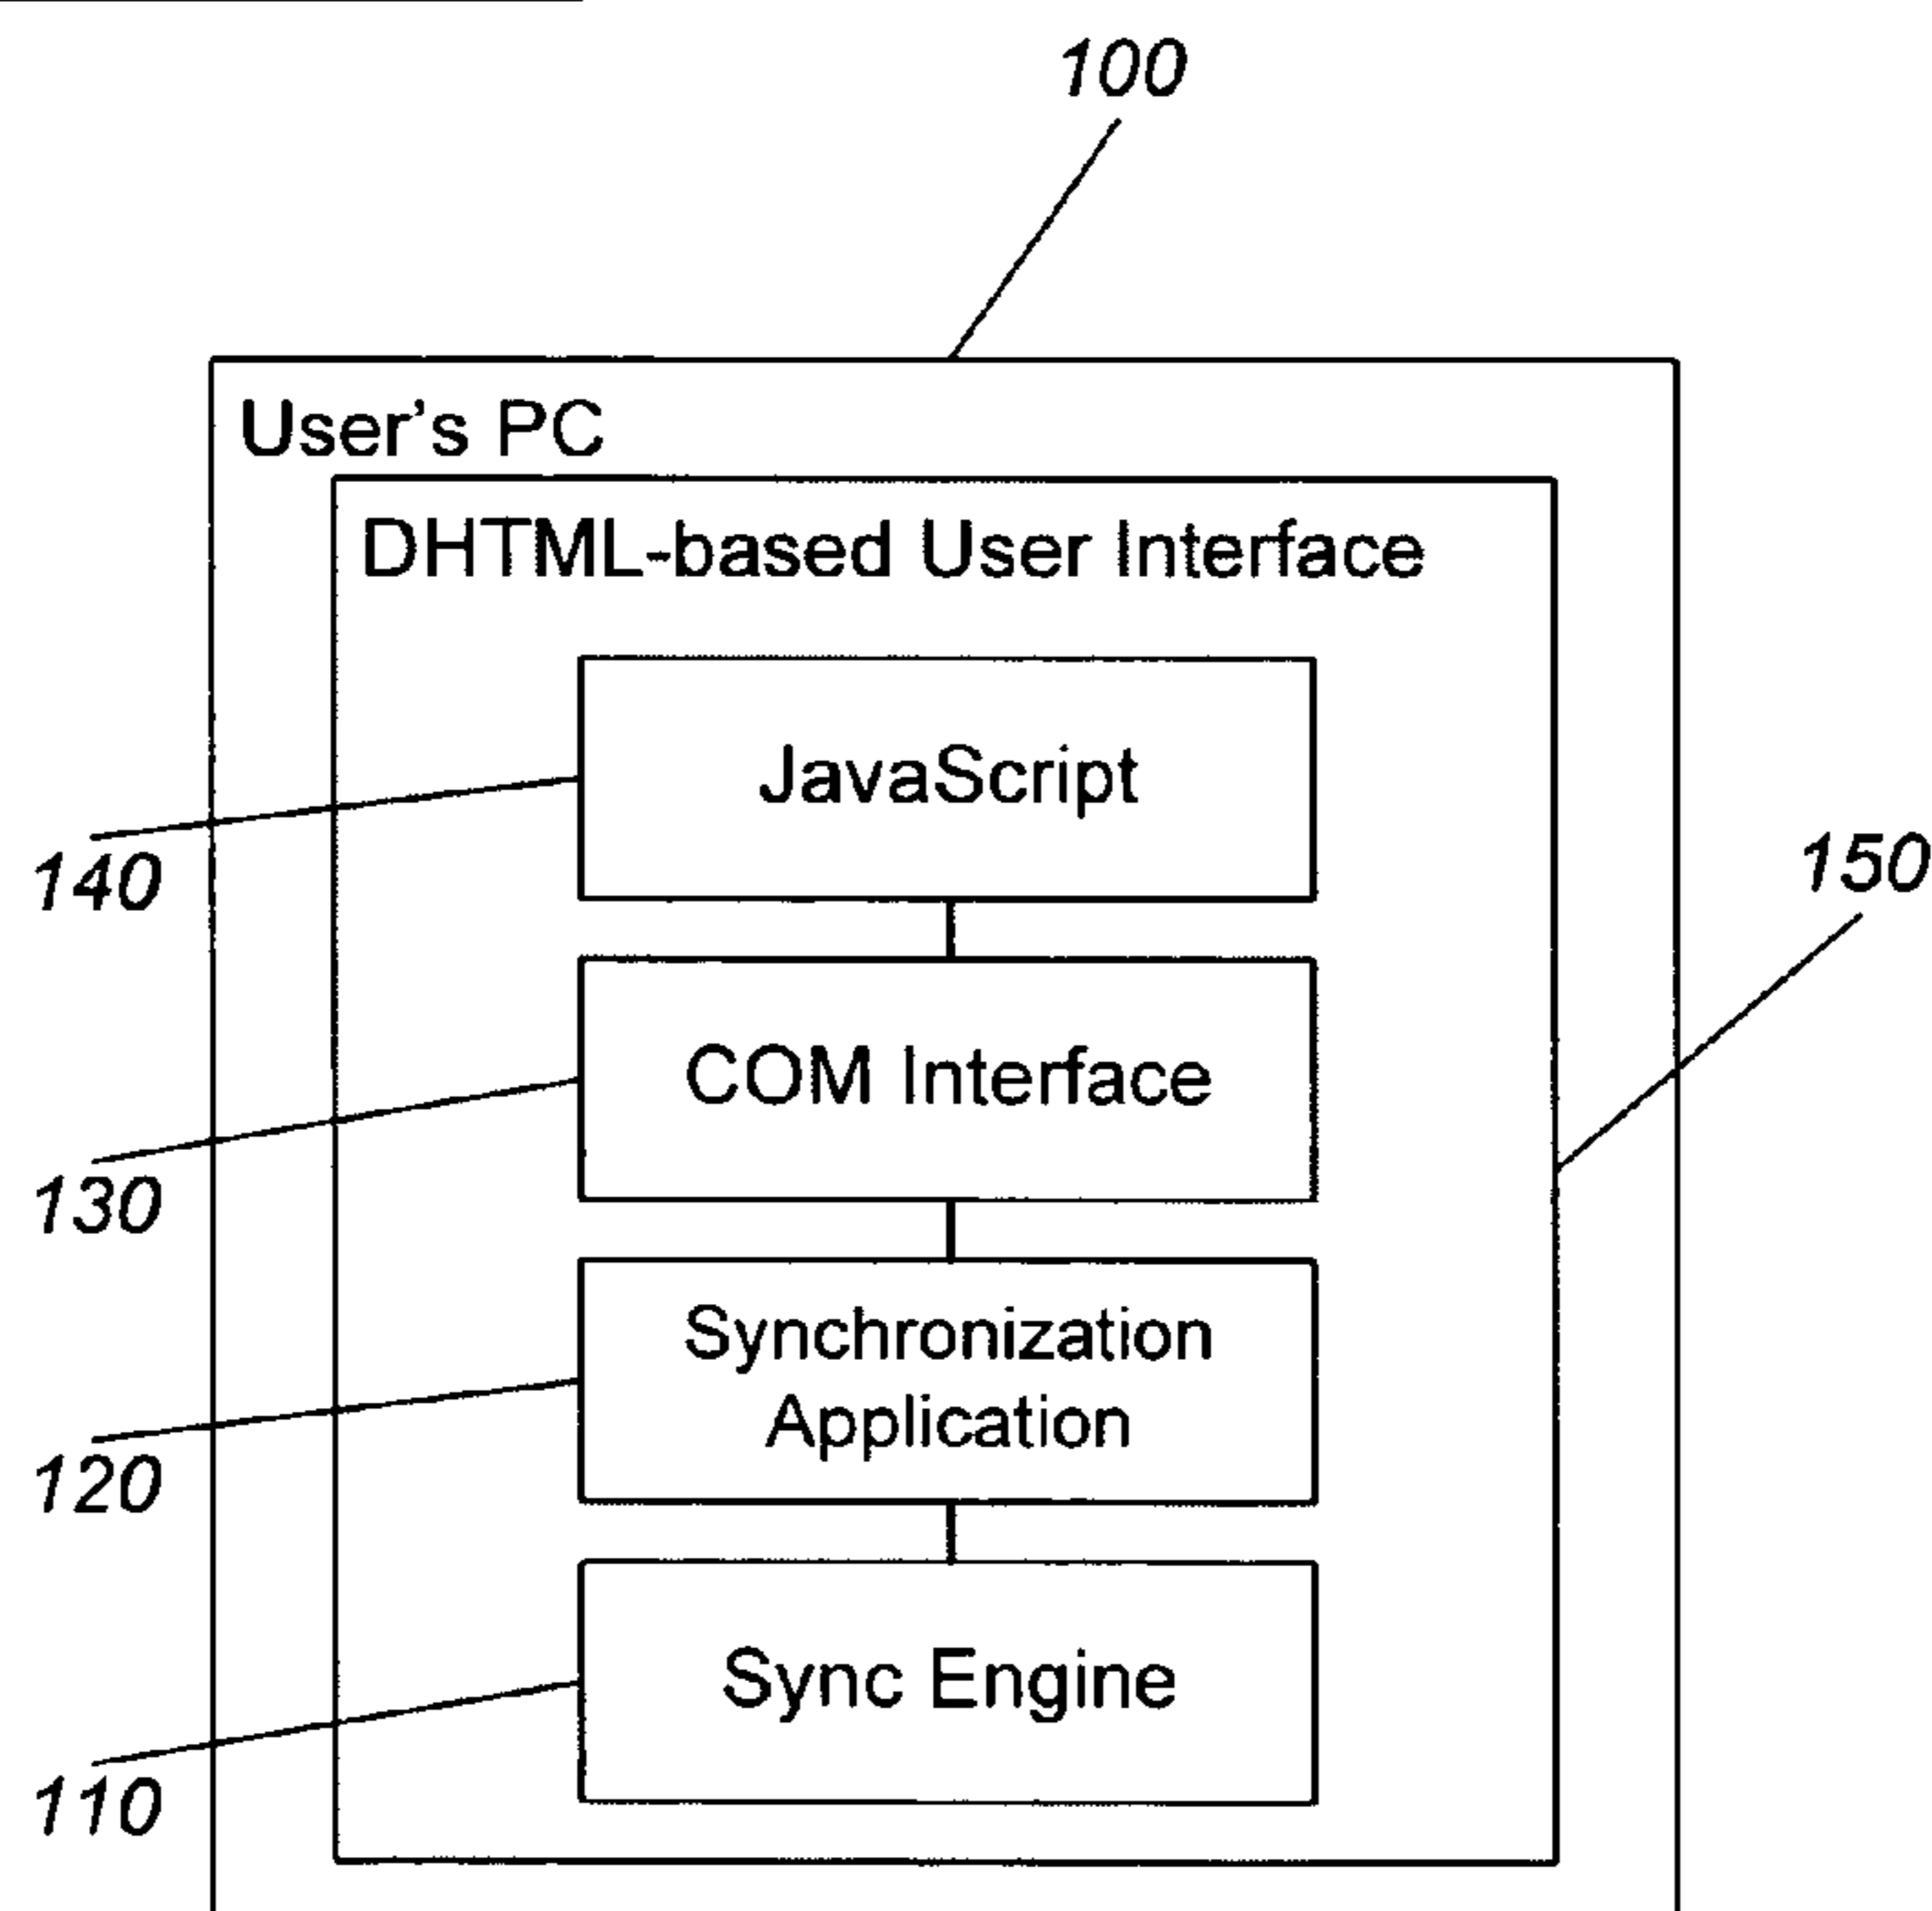 100
User's PC
DHTML-based User Interface
JavaScript
140
150
COM Interface
130
Synchronization
Application
120
Sync Engine
110